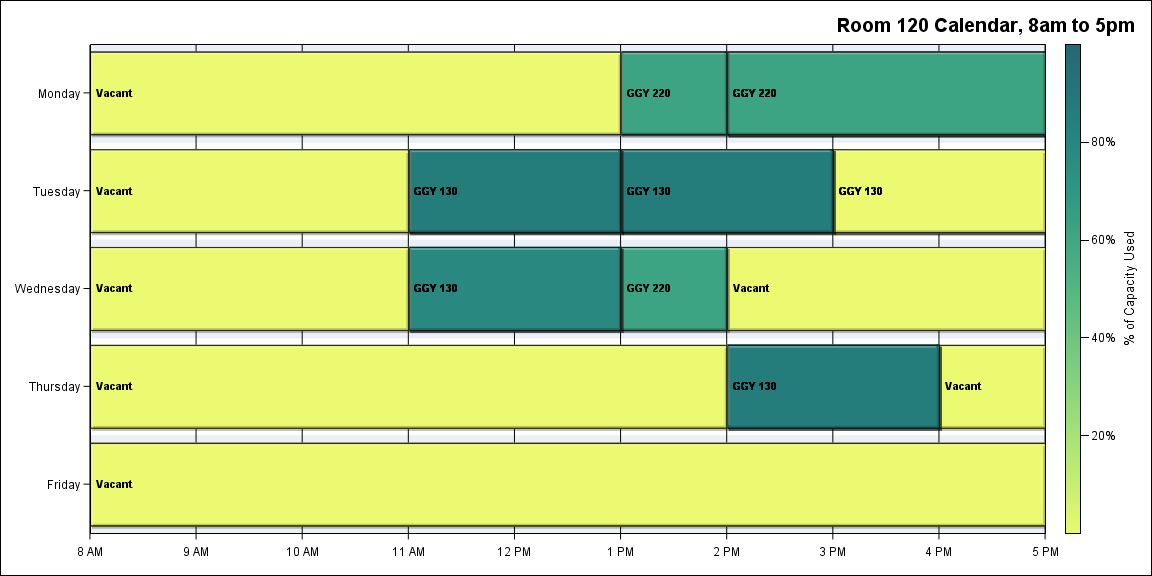 Room 120 Calendar, 8am to 5pm
Monday Vacant GGY 220 GGY 220
80%
Tuesday Vacant GGY 130 GGY 130 GGY 130
60%
% of Capacity Used
Wednesday Vacant GGY 130 GGY 220 Vacant
40%
Thursday Vacant GGY 130 Vacant
20%
Friday Vacant
8 AM 9 AM 10 AM 11 AM 12 PM 1 PM 2 PM 3 PM 4 PM 5 PM